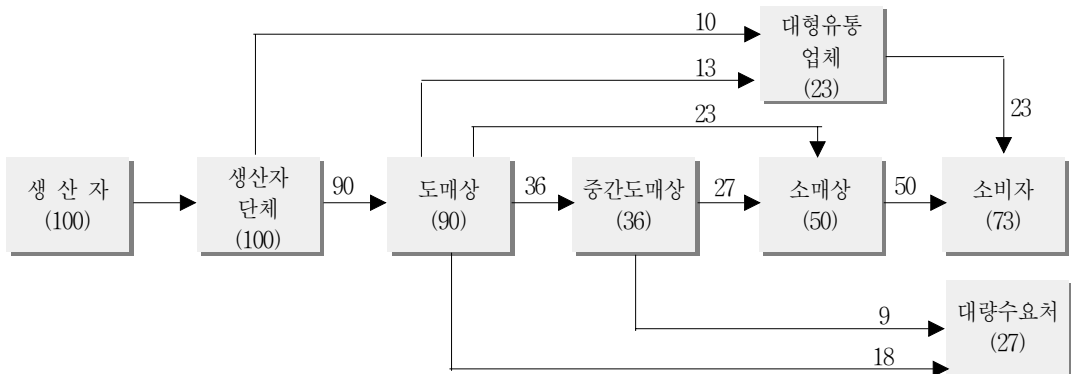 10
대형유통
업체
(23)
13
23
23
생 산 자
(100)
생산자
단체
(100)
90
도매상
(90)
36
중간도매상
(36)
27
소매상
(50)
50
소비자
(73)
9
대량수요처
(27)
18